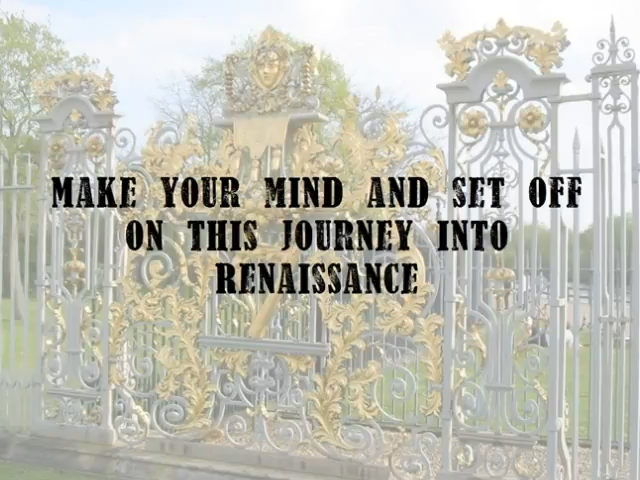 MAKE YOUR MIND AND SET OFF
ON THIS JOURNEY INTO
RENAISSANCE